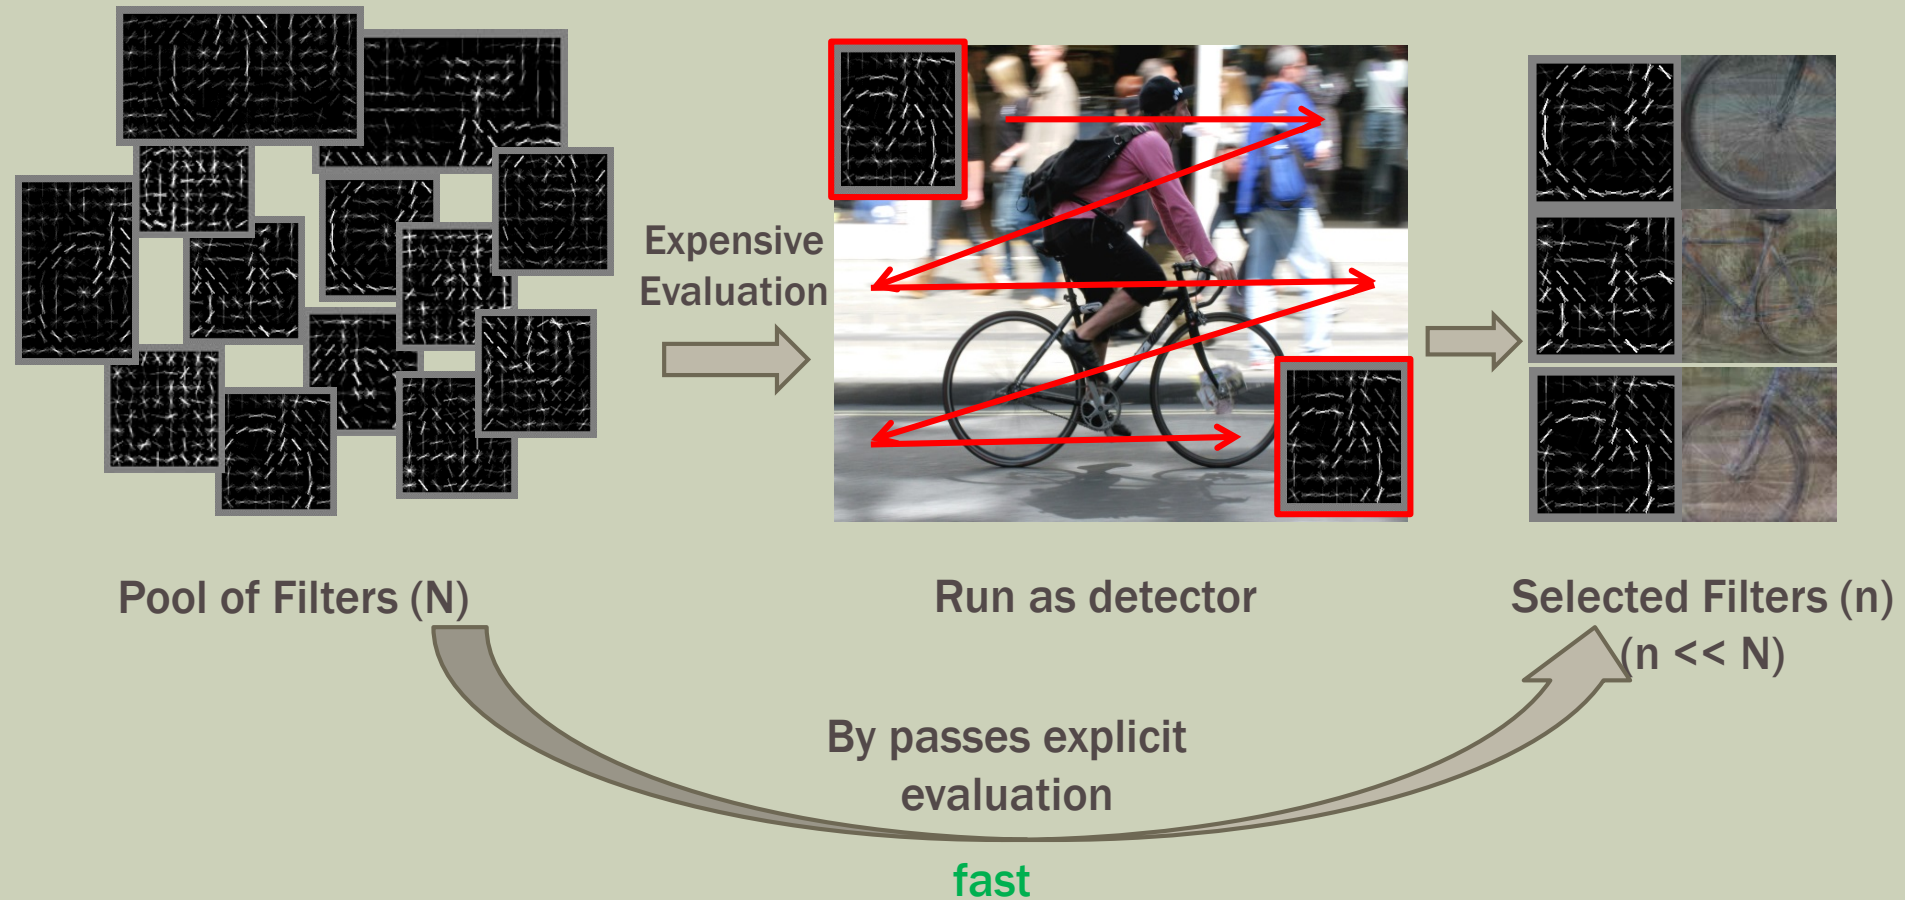 Expensive
Evaluation
Pool of Filters (N)
Run as detector
Selected Filters (n)
(n << N)
By passes explicit
evaluation
fast